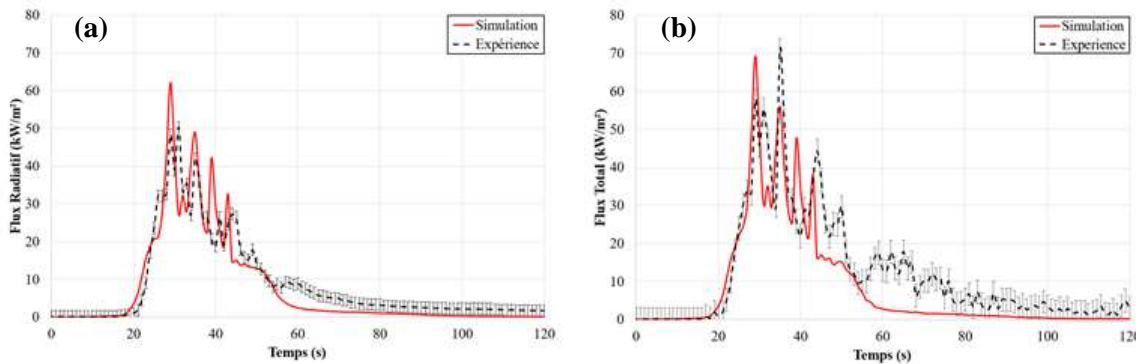 (a)
Simulation
Expérience
80
70
60
50
40
30
20
10
0
Flux Radiatif (kW/m²)
0 20 40 60 80 100 120
Temps (s)
(b)
Simulation
Experience
80
70
60
50
40
30
20
10
0
Flux Total (kW/m²)
0 20 40 60 80 100 120
Temps (s)